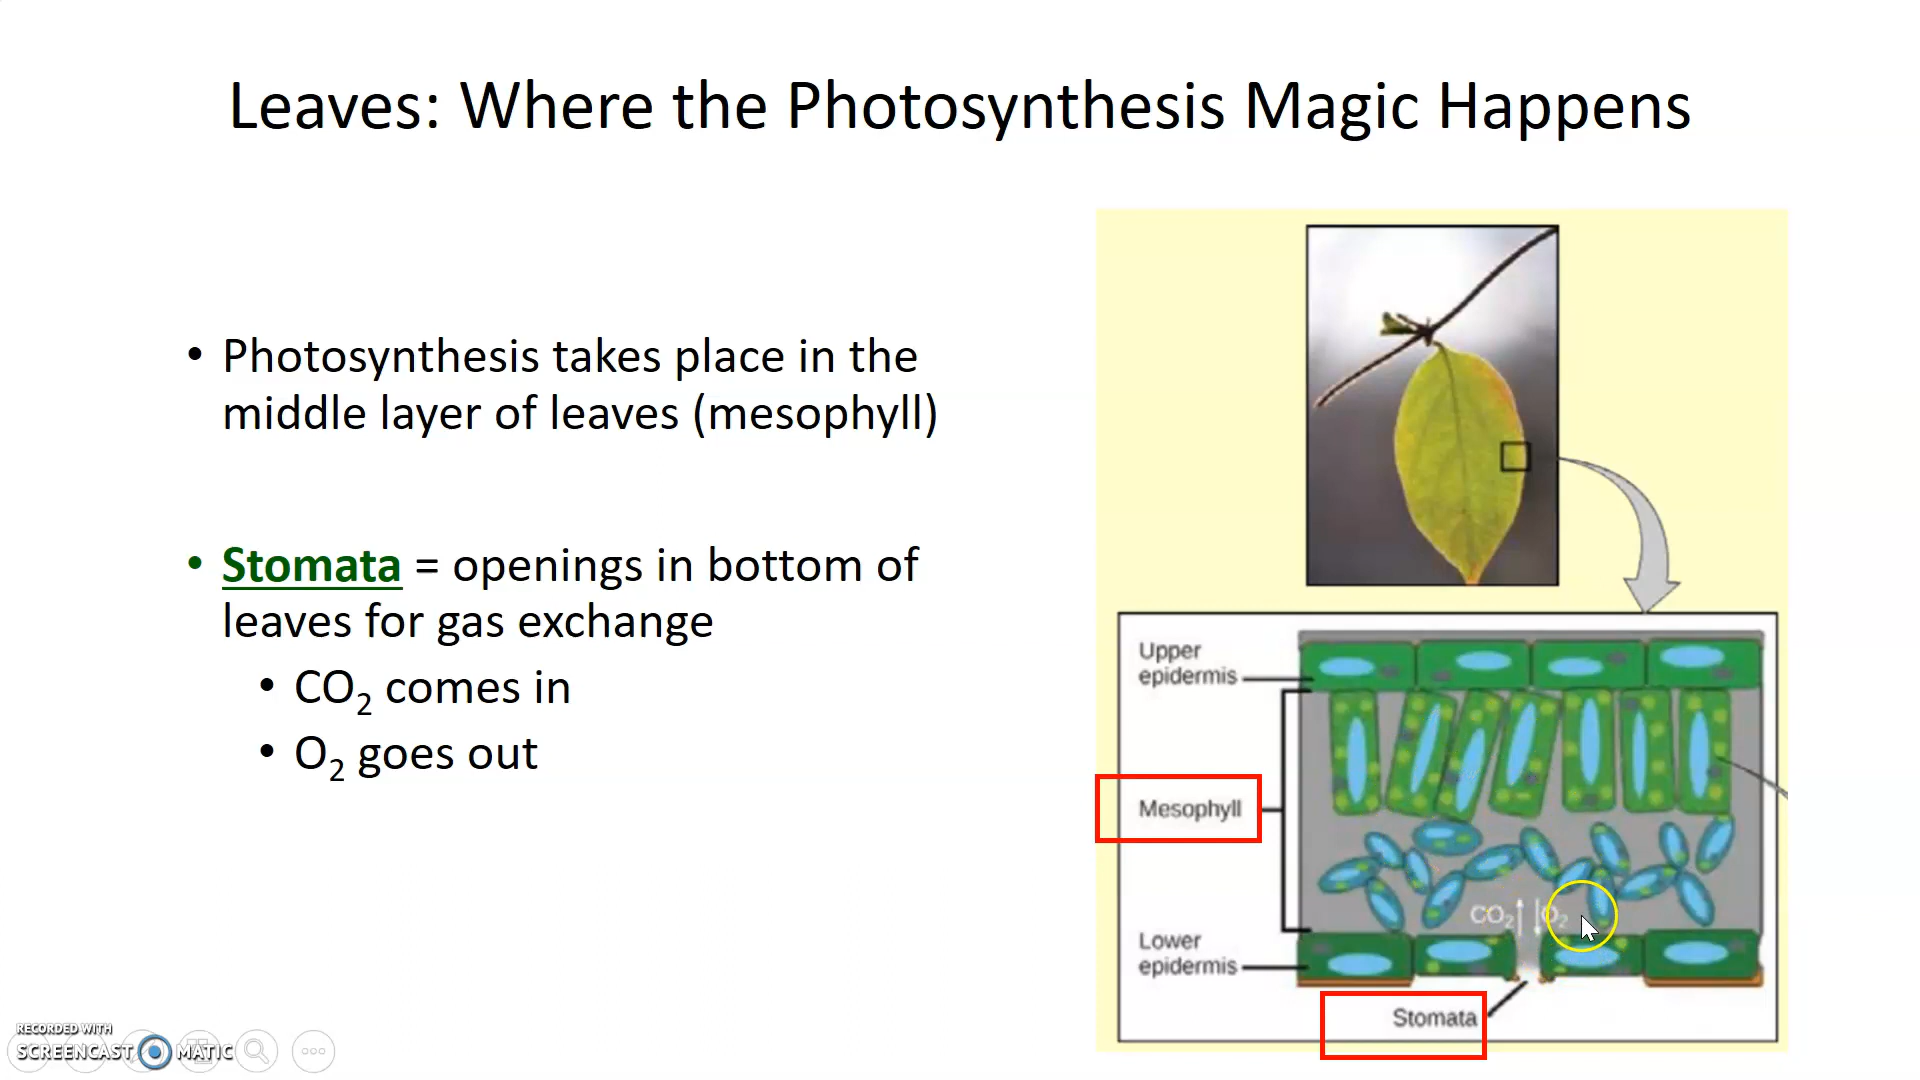 Leaves: Where the Photosynthesis Magic Happens
• Photosynthesis takes place in the
middle layer of leaves (mesophyll)
• Stomata = openings in bottom of
leaves for gas exchange
• CO₂ comes in
• O₂ goes out
Upper
epidermis
Mesophyll
CO₂ O₂
Lower
epidermis
Stomata
RECORDED WITH
SCREENCAST MATIC